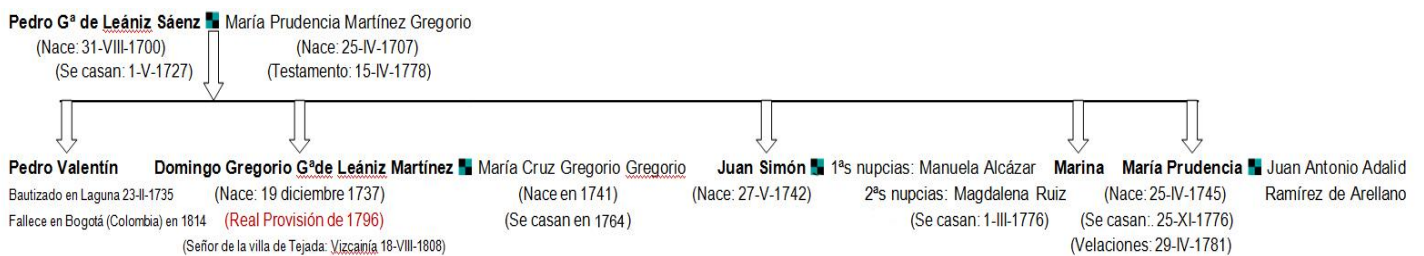 Pedro Gª de Leániz Sáenz María Prudencia Martínez Gregorio
(Nace: 31-VIII-1700) (Nace: 25-IV-1707)
(Se casan: 1-V-1727) (Testamento: 15-IV-1778)
Pedro Valentín Domingo Gregorio Gªde Leániz Martínez María Cruz Gregorio Gregorio Juan Simón 1ªs nupcias: Manuela Alcázar Marina María Prudencia Juan Antonio Adalid
Bautizado en Laguna 23-II-1735 (Nace: 19 diciembre 1737) (Nace en 1741) (Nace: 27-V-1742) 2ªs nupcias: Magdalena Ruiz (Nace: 25-IV-1745) Ramírez de Arellano
Fallece en Bogotá (Colombia) en 1814 (Real Provisión de 1796) (Se casan en 1764) (Se casan: 1-III-1776) (Se casan:. 25-XI-1776)
(Señor de la villa de Tejada: Vizcainía 18-VIII-1808) (Velaciones: 29-IV-1781)